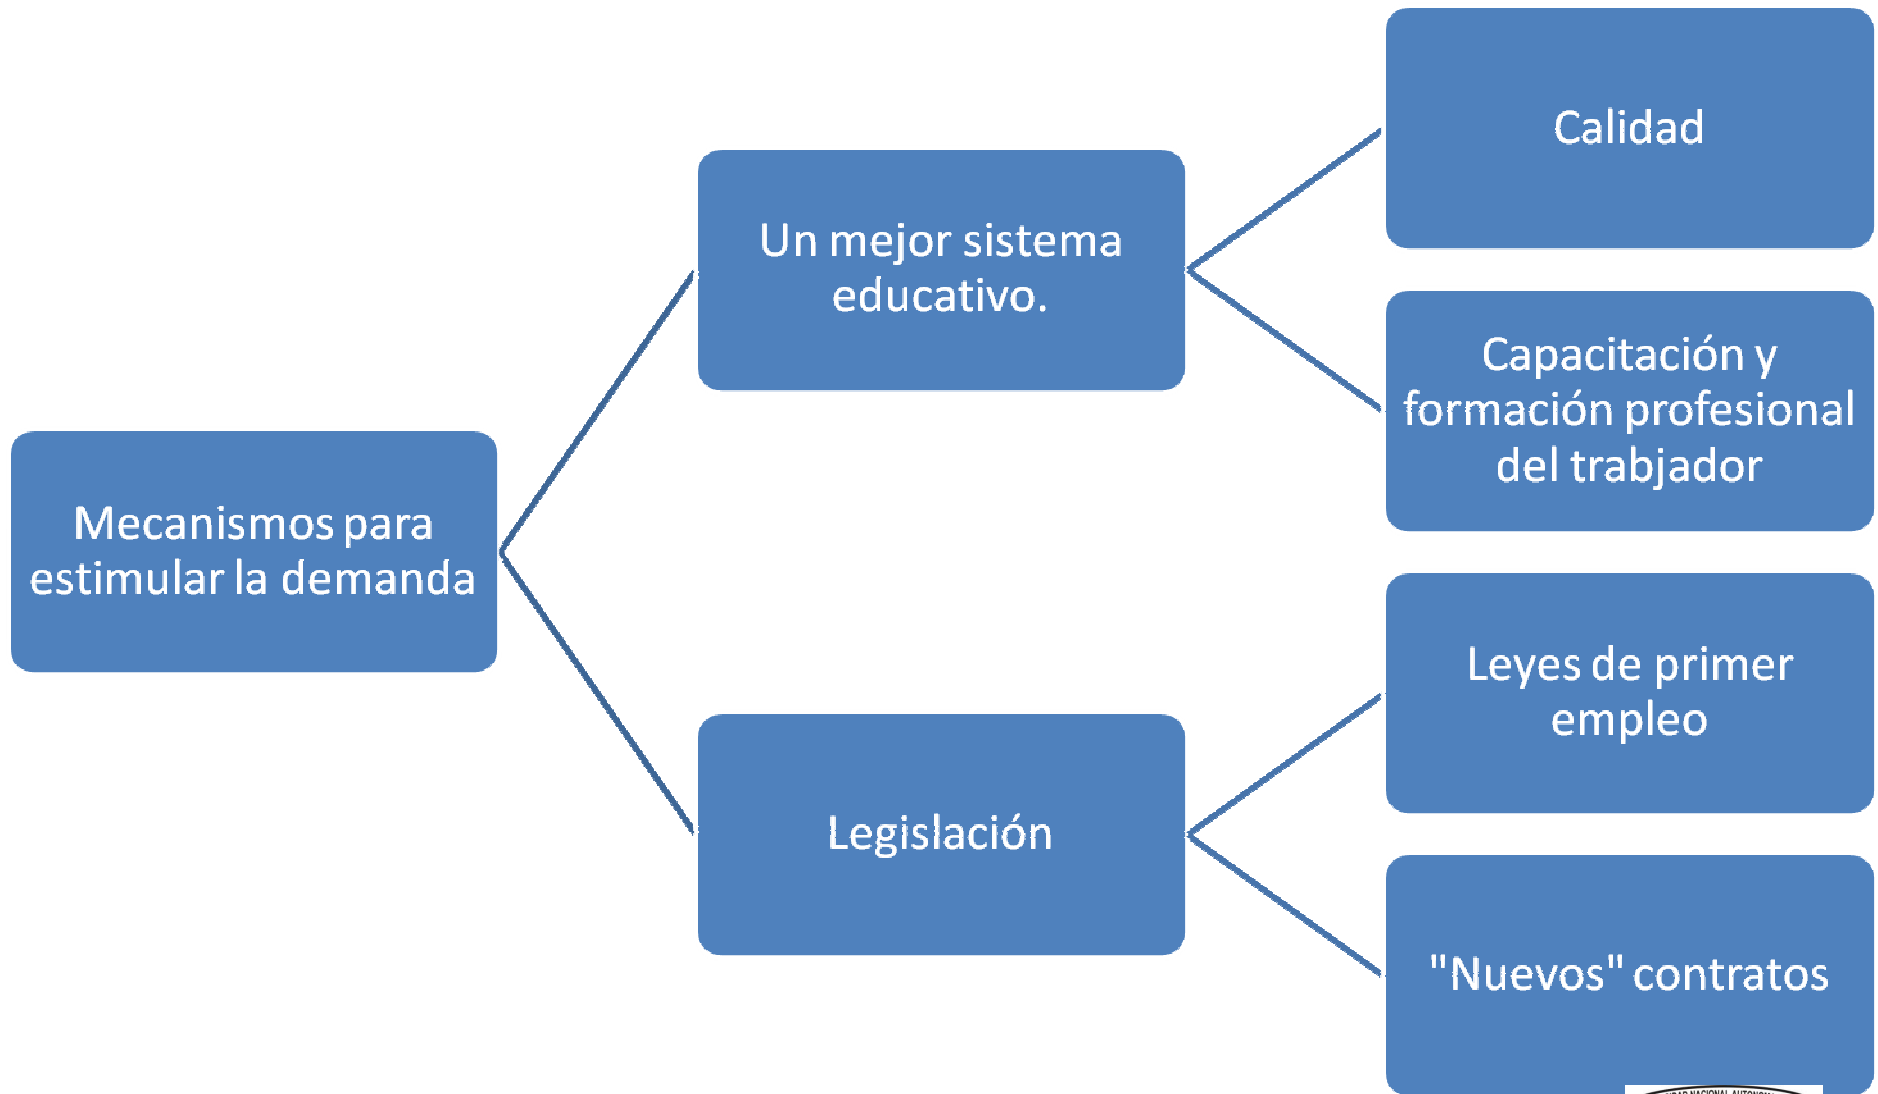 Mecanismos para
estimular la demanda
Un mejor sistema
educativo.
Calidad
Capacitación y
formación profesional
del trabjador
Legislación
Leyes de primer
empleo
"Nuevos" contratos
NACIONAL